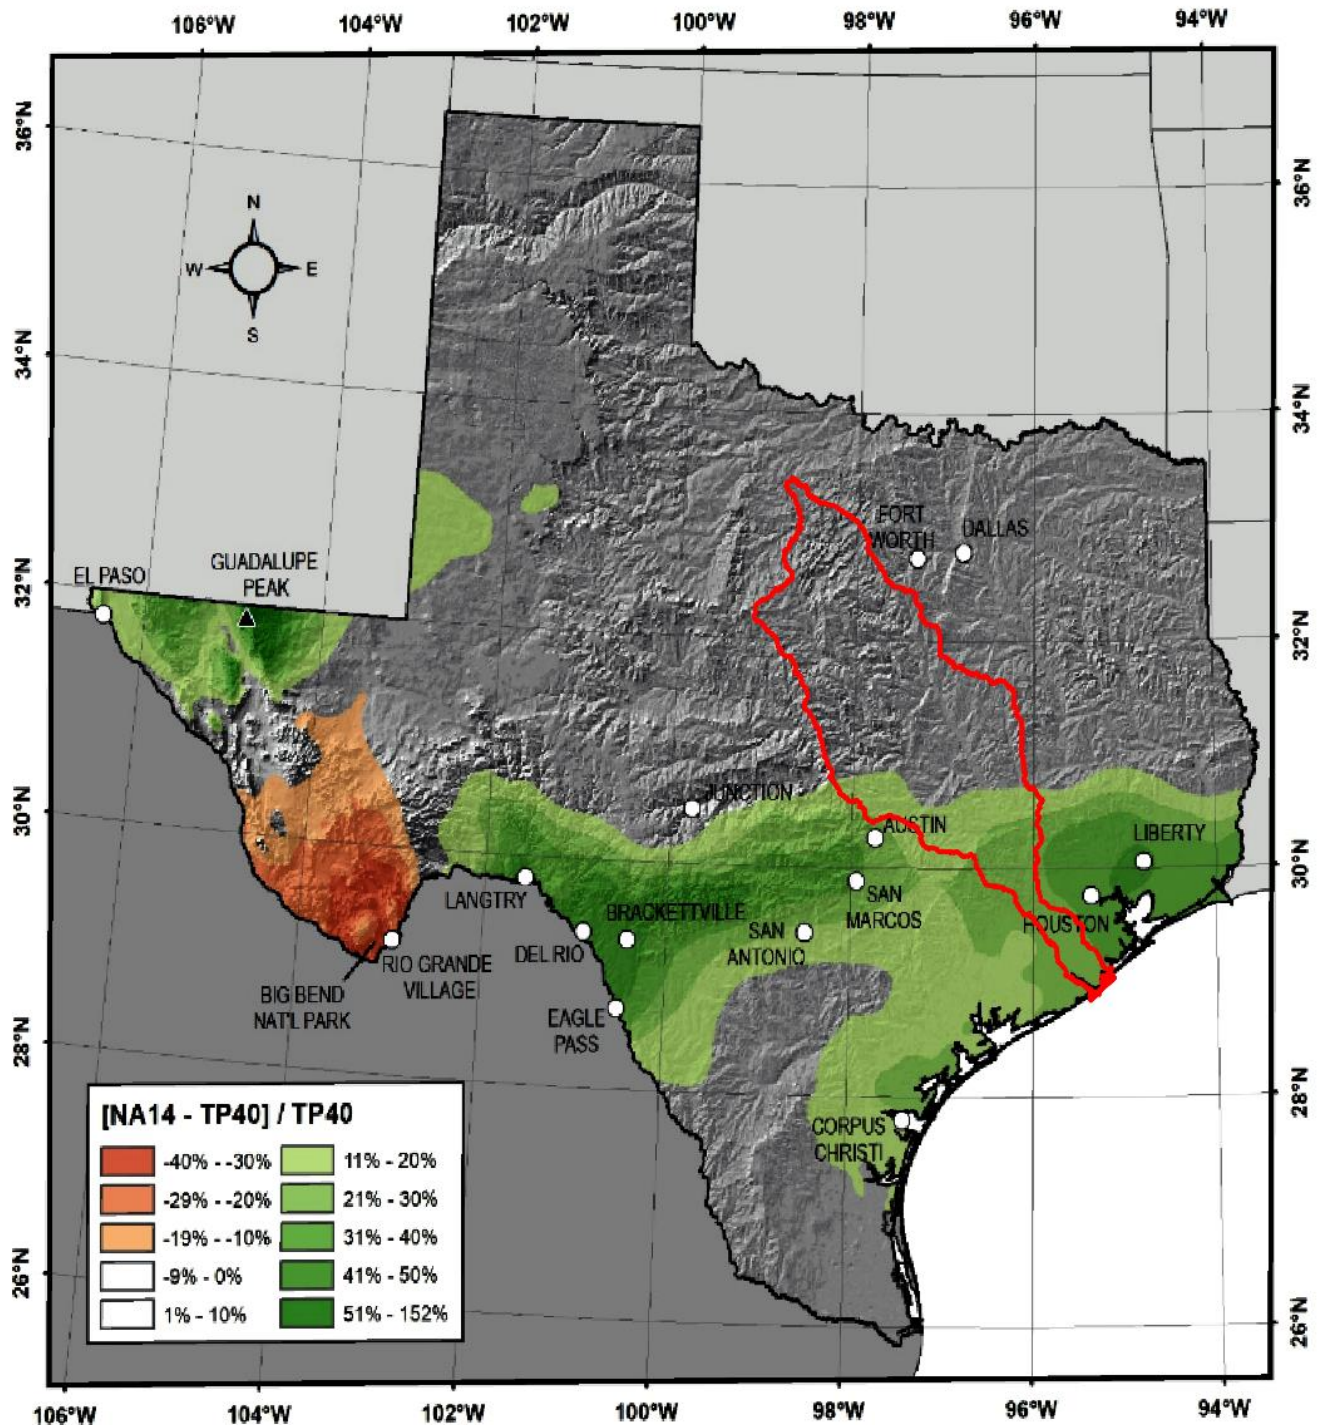 106°W 104°W 102°W 100°W 98°W 96°W 94°W
36°N
36°N
N
W E
S
34°N
34°N
FORT
WORTH
DALLAS
GUADALUPE
PEAK
EL PASO
32°N
32°N
JUNCTION
30°N
AUSTIN
LIBERTY
30°N
LANGTRY
BRACKETTVILLE
SAN
MARCOS
HOUSTON
DEL RIO
SAN
ANTONIO
RIO GRANDE
VILLAGE
BIG BEND
NAT'L PARK
EAGLE
PASS
28°N
28°N
CORPUS
CHRISTI
[NA14 - TP40] / TP40
-40% - -30% 11% - 20%
-29% - -20% 21% - 30%
-19% - -10% 31% - 40%
-9% - 0% 41% - 50%
1% - 10% 51% - 152%
26°N
26°N
106°W 104°W 102°W 100°W 98°W 96°W 94°W